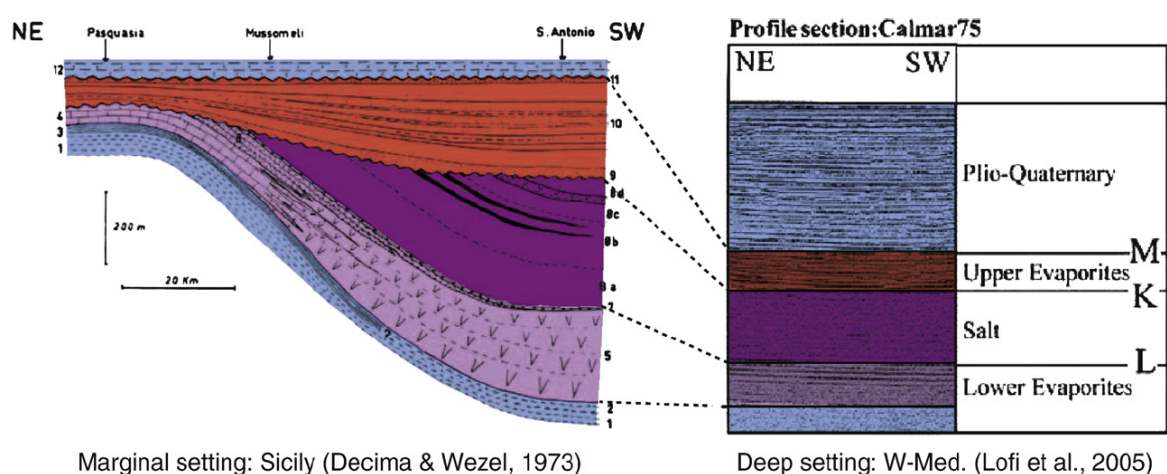 NE
Pasquasia
Mussomeli
S. Antonio
SW
12
4
3
1
11
10
9
8d
8c
8b
8a
7
5
2
1
6
?
200 m
20 Km
Profile section:Calmar75
NE
SW
Plio-Quaternary
M
Upper Evaporites
K
Salt
L
Lower Evaporites
Marginal setting: Sicily (Decima & Wezel, 1973)
Deep setting: W-Med. (Lofi et al., 2005)